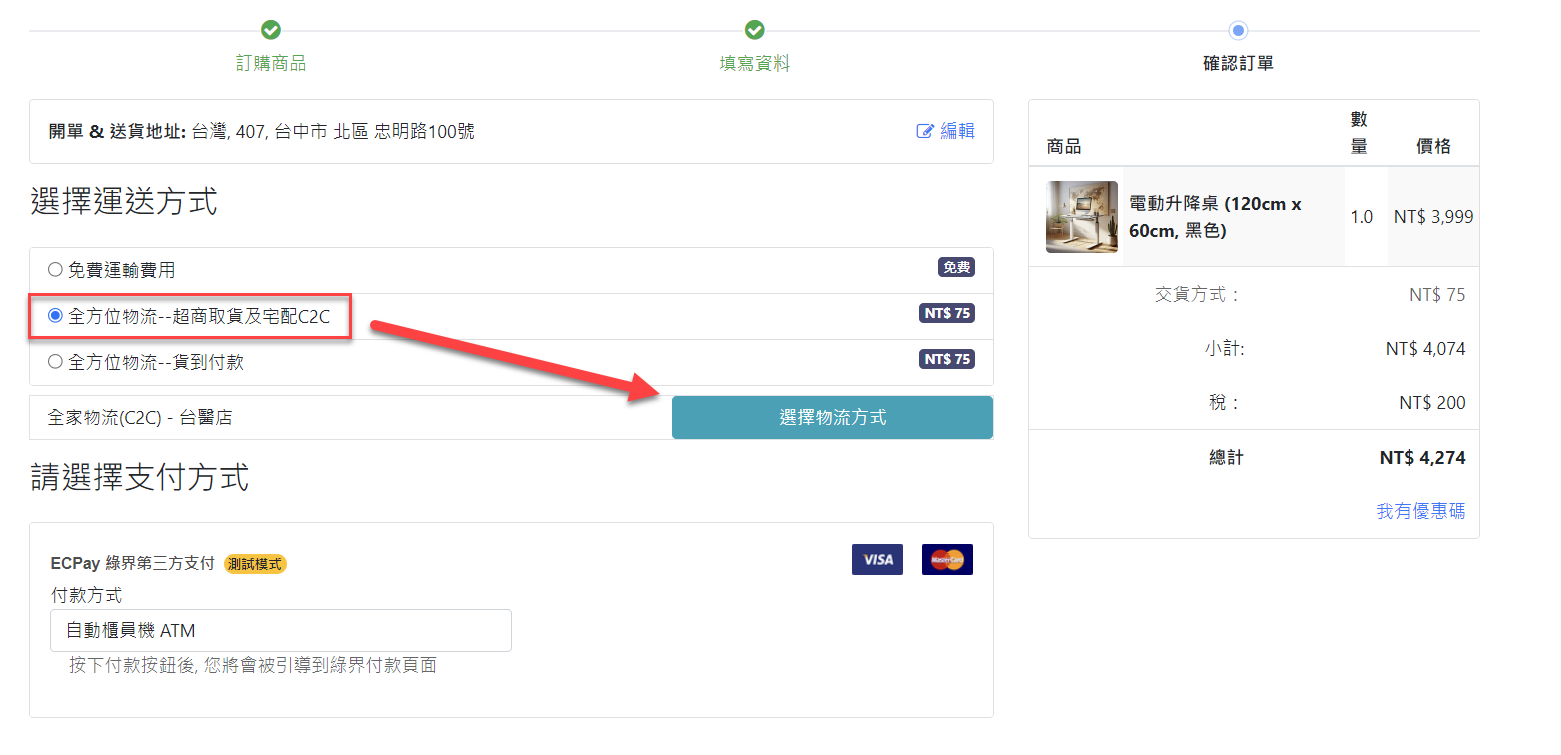 訂購商品
填寫資料
確認訂單
開單 & 送貨地址: 台灣, 407, 台中市 北區 忠明路100號
編輯
選擇運送方式
免費運輸費用
免費
全方位物流--超商取貨及宅配C2C
NT$ 75
全方位物流--貨到付款
NT$ 75
全家物流(C2C) - 台醫店
選擇物流方式
請選擇支付方式
ECPay 綠界第三方支付
測試模式
VISA
MasterCard
付款方式
自動櫃員機 ATM
按下付款按鈕後, 您將會被引導到綠界付款頁面
商品
數
量
價格
電動升降桌 (120cm x
60cm, 黑色)
1.0
NT$ 3,999
交貨方式：
NT$ 75
小計:
NT$ 4,074
稅：
NT$ 200
總計
NT$ 4,274
我有優惠碼